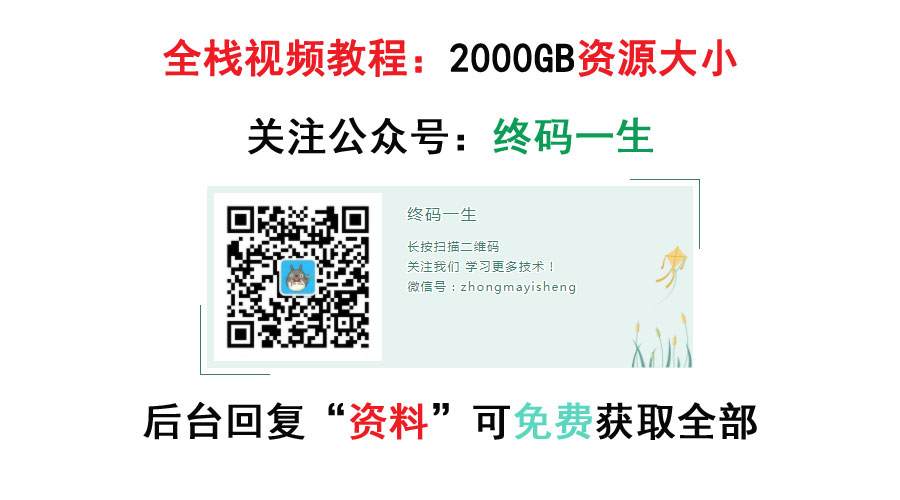 全栈视频教程：2000GB资源大小
关注公众号：终码一生
终码一生
长按扫描二维码
关注我们 学习更多技术！
微信号：zhongmayisheng
后台回复“资料”可免费获取全部